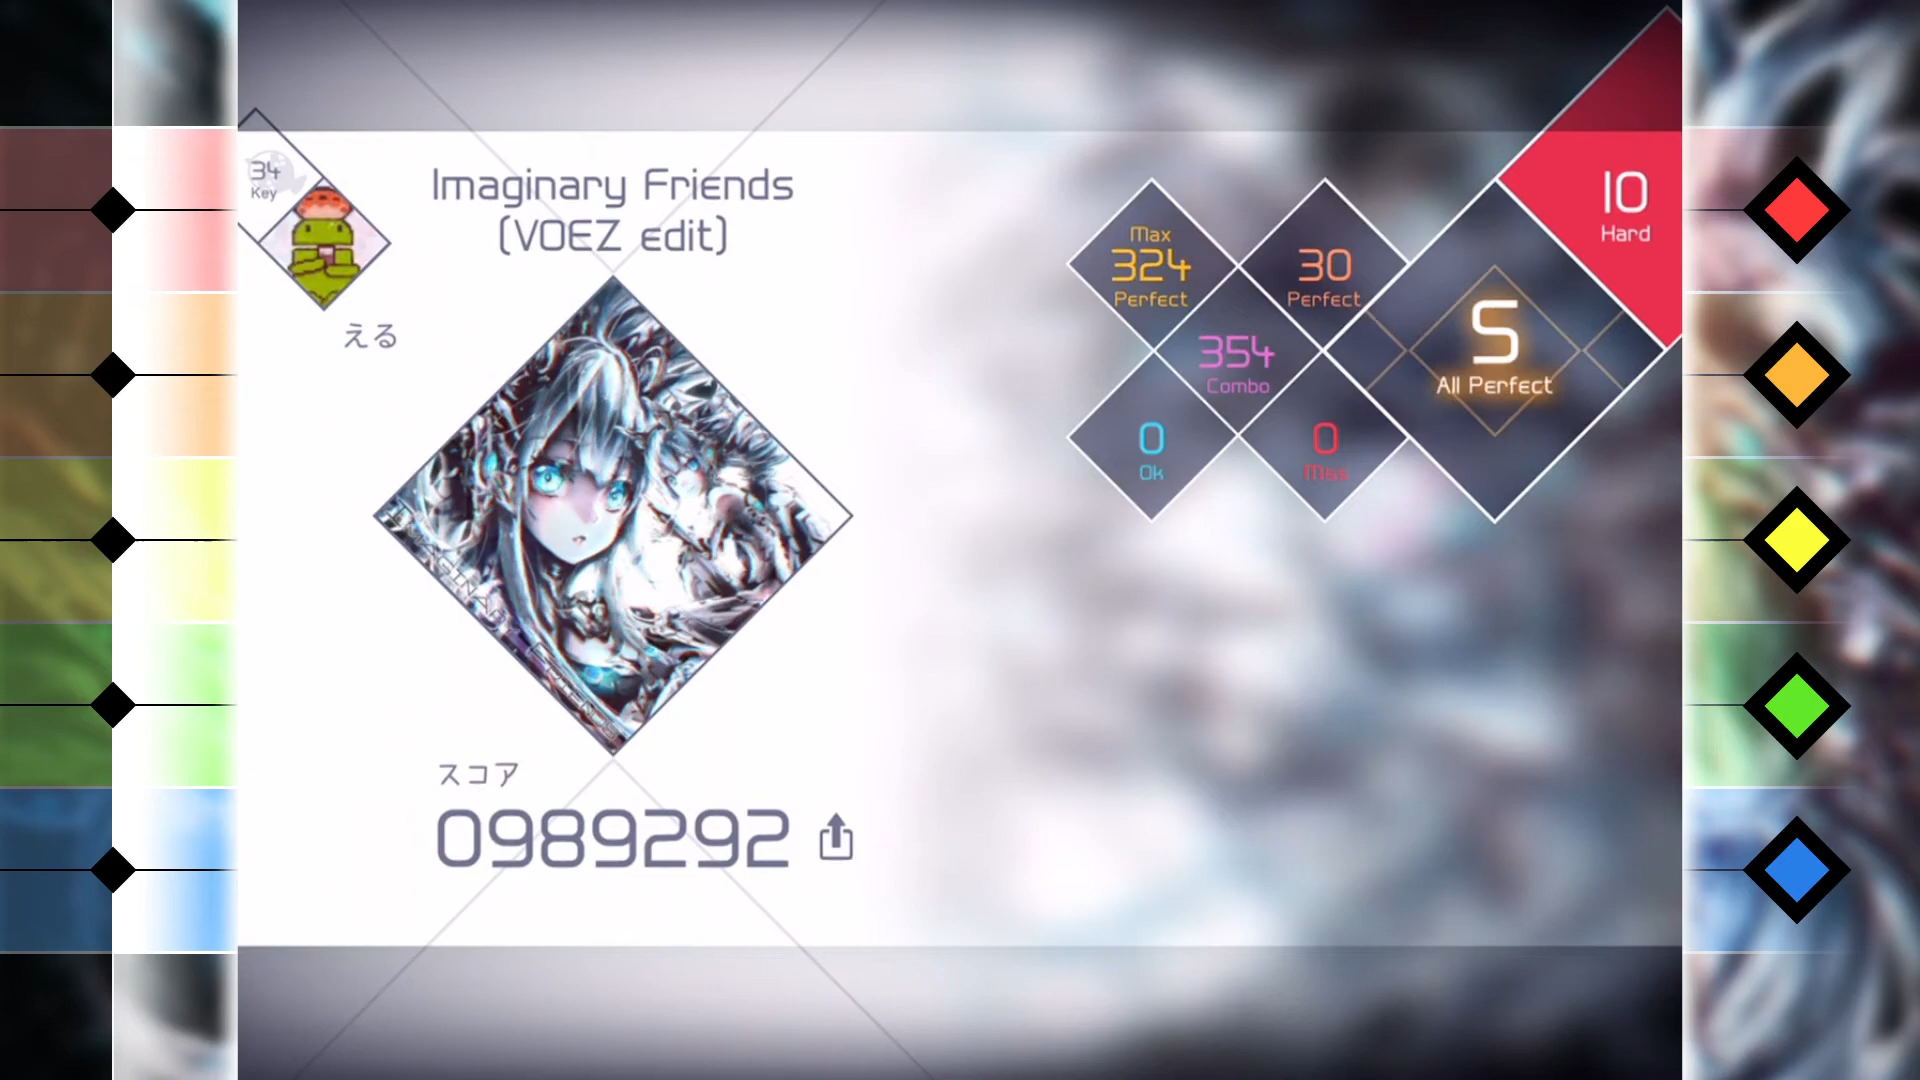 34
Key
える
Imaginary Friends
(VOEZ edit)
スコア
0989292
Max
324
Perfect
30
Perfect
354
Combo
0
Ok
0
Miss
S
All Perfect
10
Hard